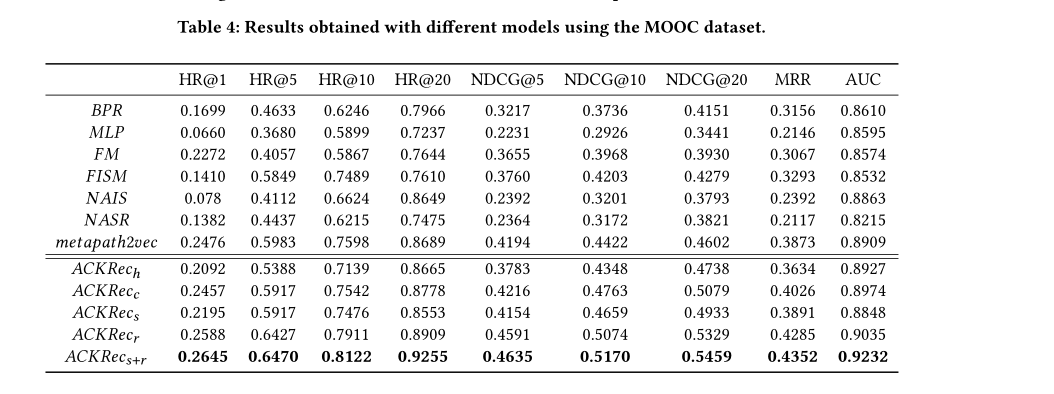 Table 4: Results obtained with different models using the MOOC dataset.
HR@1 HR@5 HR@10 HR@20 NDCG@5 NDCG@10 NDCG@20 MRR AUC
BPR 0.1699 0.4633 0.6246 0.7966 0.3217 0.3736 0.4151 0.3156 0.8610
MLP 0.0660 0.3680 0.5899 0.7237 0.2231 0.2926 0.3441 0.2146 0.8595
FM 0.2272 0.4057 0.5867 0.7644 0.3655 0.3968 0.3930 0.3067 0.8574
FISM 0.1410 0.5849 0.7489 0.7610 0.3760 0.4203 0.4279 0.3293 0.8532
NAIS 0.078 0.4112 0.6624 0.8649 0.2392 0.3201 0.3793 0.2392 0.8863
NASR 0.1382 0.4437 0.6215 0.7475 0.2364 0.3172 0.3821 0.2117 0.8215
metapath2vec 0.2476 0.5983 0.7598 0.8689 0.4194 0.4422 0.4602 0.3873 0.8909
ACKRech 0.2092 0.5388 0.7139 0.8665 0.3783 0.4348 0.4738 0.3634 0.8927
ACKRecc 0.2457 0.5917 0.7542 0.8778 0.4216 0.4763 0.5079 0.4026 0.8974
ACKRecs 0.2195 0.5917 0.7476 0.8553 0.4154 0.4659 0.4933 0.3891 0.8848
ACKRecr 0.2588 0.6427 0.7911 0.8909 0.4591 0.5074 0.5329 0.4285 0.9035
ACKRecs+r 0.2645 0.6470 0.8122 0.9255 0.4635 0.5170 0.5459 0.4352 0.9232